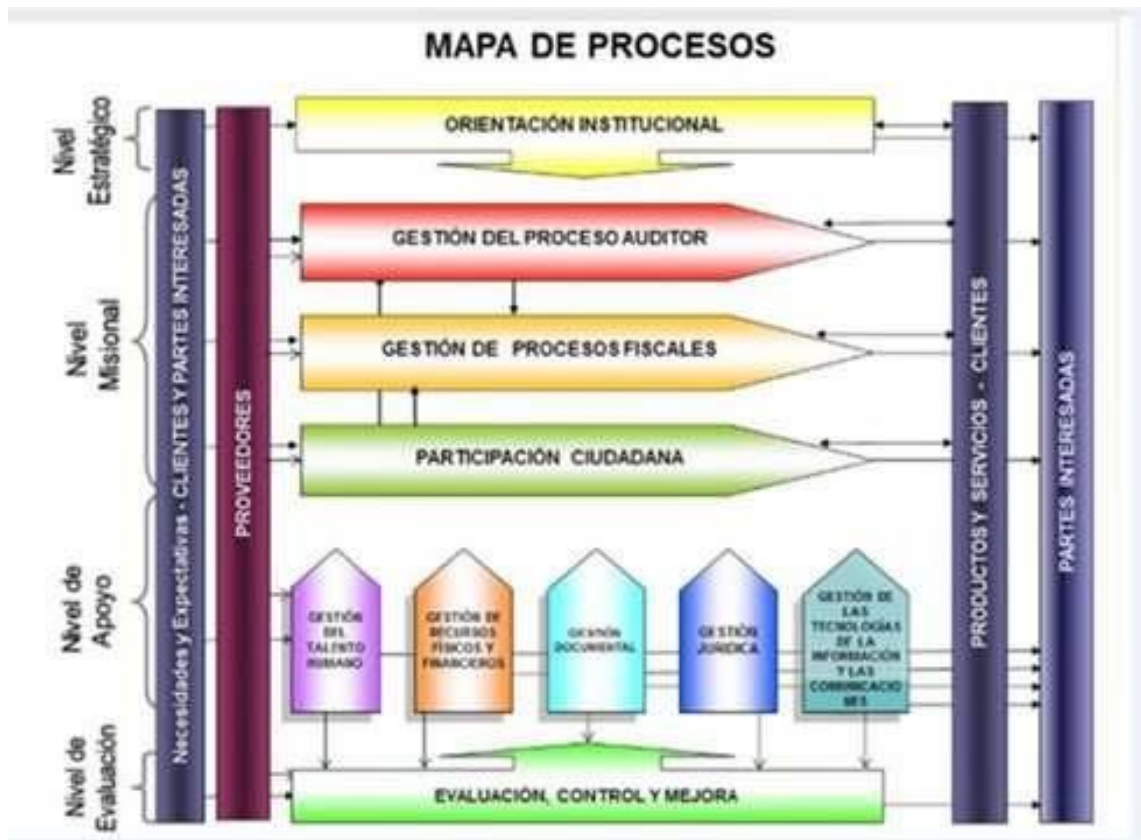 MAPA DE PROCESOS
Nivel
Estratégico
Nivel
Misional
Nivel de
Apoyo
Nivel de
Evaluación
Necesidades y Expectativas - CLIENTES Y PARTES INTERESADAS
PROVEEDORES
ORIENTACIÓN INSTITUCIONAL
GESTIÓN DEL PROCESO AUDITOR
GESTIÓN DE PROCESOS FISCALES
PARTICIPACIÓN CIUDADANA
GESTIÓN
DEL
TALENTO
HUMANO
GESTIÓN DE
RECURSOS
FÍSICOS Y
FINANCIEROS
GESTIÓN
DOCUMENTAL
GESTIÓN
JURÍDICA
GESTIÓN DE
LAS
TECNOLOGÍAS
DE LA
INFORMACIÓN
Y LAS
COMUNICACIO
NES
EVALUACIÓN, CONTROL Y MEJORA
PRODUCTOS Y SERVICIOS - CLIENTES
PARTES INTERESADAS